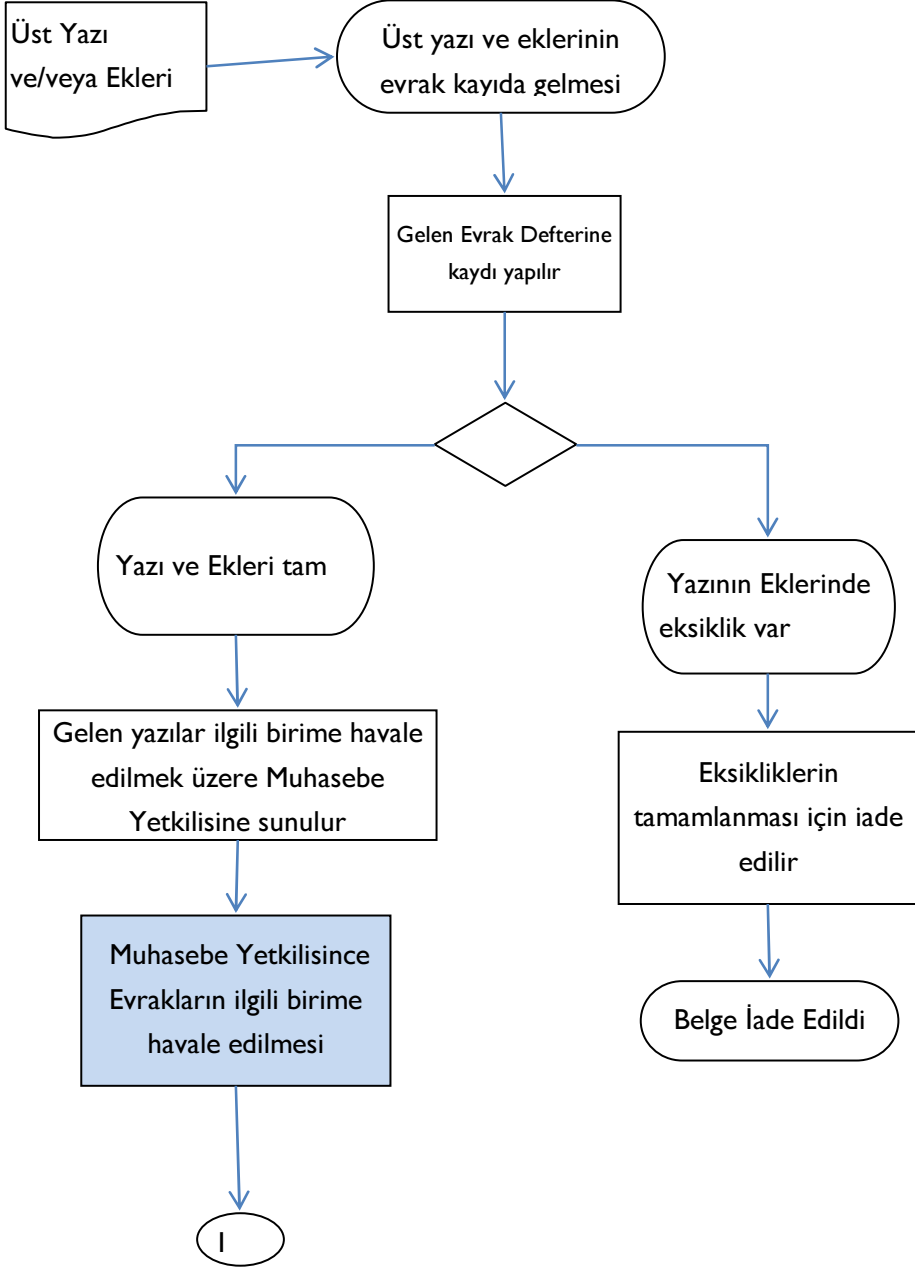 Üst Yazı
ve/veya Ekleri
Üst yazı ve eklerinin
evrak kayıda gelmesi
Gelen Evrak Defterine
kaydı yapılır
Yazı ve Ekleri tam
Yazının Eklerinde
eksiklik var
Gelen yazılar ilgili birime havale
edilmek üzere Muhasebe
Yetkilisine sunulur
Eksikliklerin
tamamlanması için iade
edilir
Muhasebe Yetkilisince
Evrakların ilgili birime
havale edilmesi
Belge İade Edildi
1